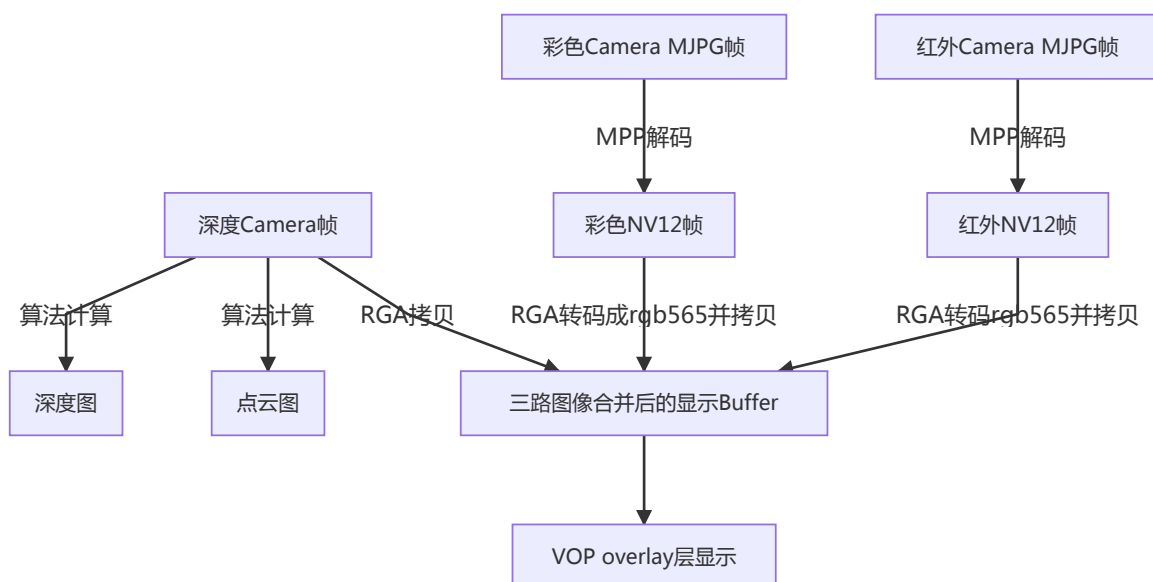 彩色Camera MJPG帧
红外Camera MJPG帧
MPP解码
MPP解码
深度Camera帧
彩色NV12帧
红外NV12帧
算法计算
算法计算
RGA拷贝
RGA转码成rgb565并拷贝
RGA转码rgb565并拷贝
深度图
点云图
三路图像合并后的显示Buffer
VOP overlay层显示